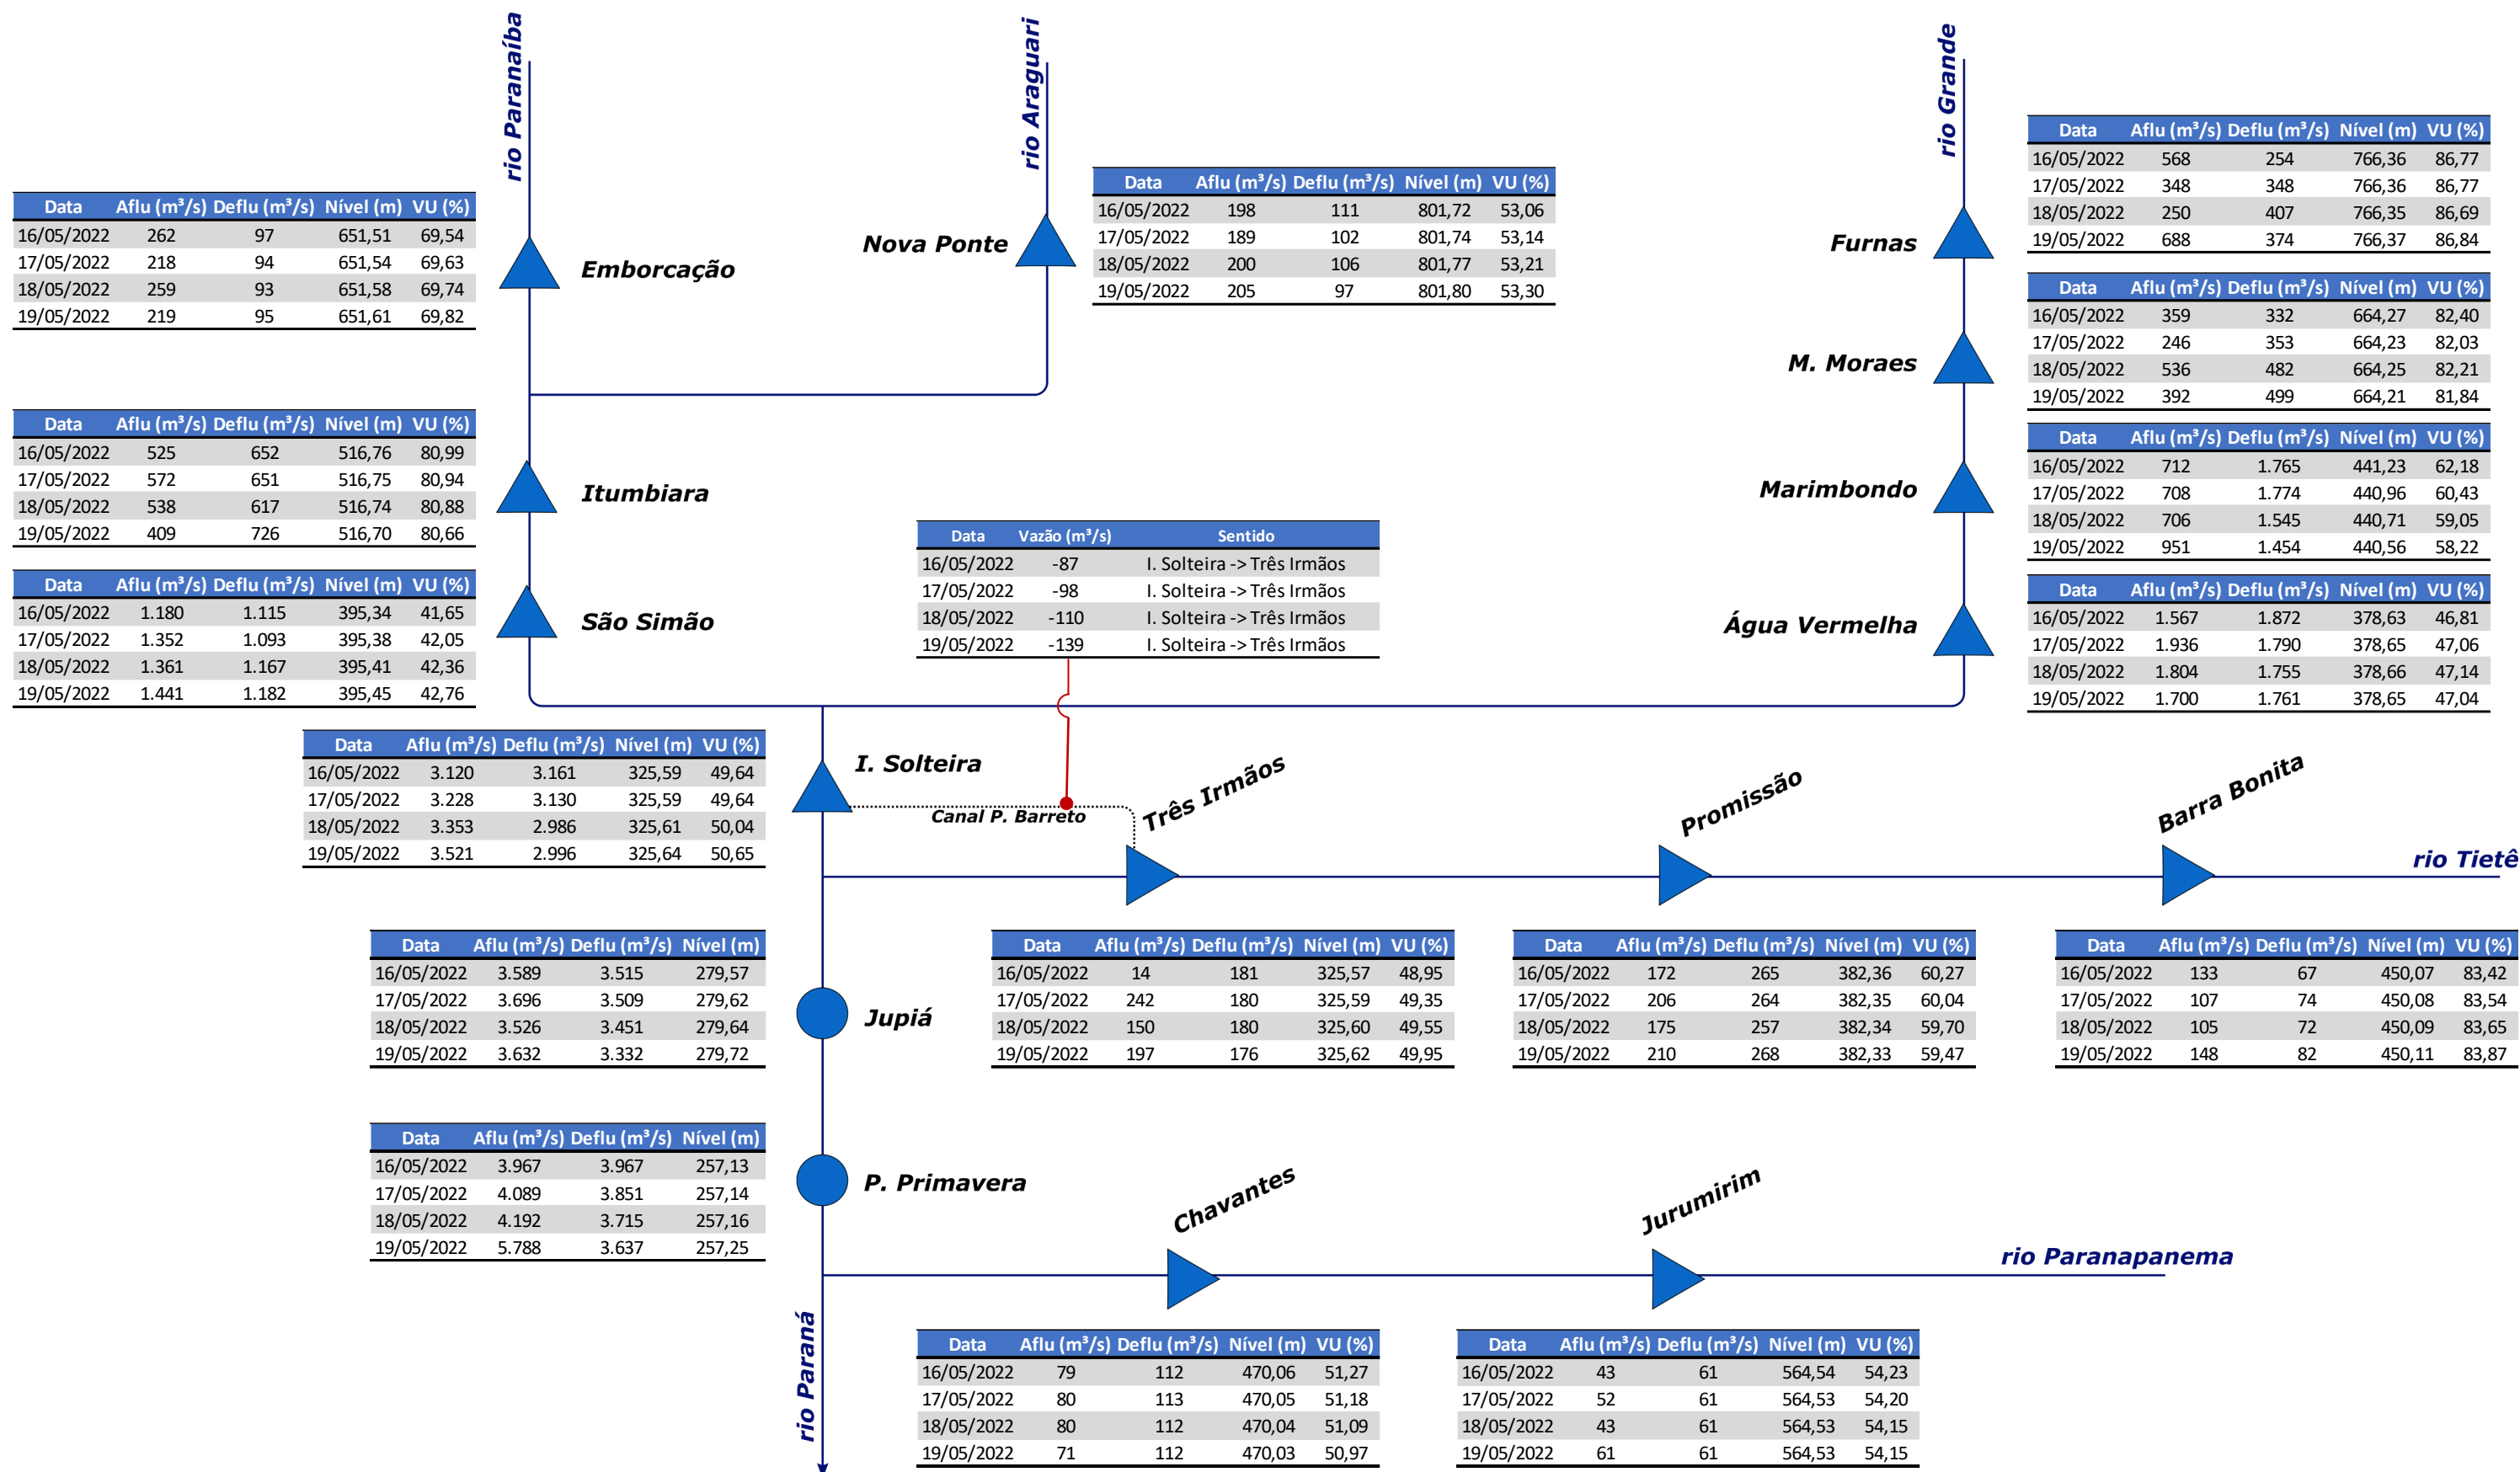 rio Paranaíba
rio Araguari
rio Grande
Data Aflu (m³/s) Deflu (m³/s) Nível (m) VU (%)
16/05/2022 568 254 766,36 86,77
17/05/2022 348 348 766,36 86,77
18/05/2022 250 407 766,35 86,69
19/05/2022 688 374 766,37 86,84
Furnas
Data Aflu (m³/s) Deflu (m³/s) Nível (m) VU (%)
16/05/2022 198 111 801,72 53,06
17/05/2022 189 102 801,74 53,14
18/05/2022 200 106 801,77 53,21
19/05/2022 205 97 801,80 53,30
Nova Ponte
Data Aflu (m³/s) Deflu (m³/s) Nível (m) VU (%)
16/05/2022 262 97 651,51 69,54
17/05/2022 218 94 651,54 69,63
18/05/2022 259 93 651,58 69,74
19/05/2022 219 95 651,61 69,82
Emborcação
Data Aflu (m³/s) Deflu (m³/s) Nível (m) VU (%)
16/05/2022 359 332 664,27 82,40
17/05/2022 246 353 664,23 82,03
18/05/2022 536 482 664,25 82,21
19/05/2022 392 499 664,21 81,84
M. Moraes
Data Aflu (m³/s) Deflu (m³/s) Nível (m) VU (%)
16/05/2022 525 652 516,76 80,99
17/05/2022 572 651 516,75 80,94
18/05/2022 538 617 516,74 80,88
19/05/2022 409 726 516,70 80,66
Itumbiara
Data Aflu (m³/s) Deflu (m³/s) Nível (m) VU (%)
16/05/2022 712 1.765 441,23 62,18
17/05/2022 708 1.774 440,96 60,43
18/05/2022 706 1.545 440,71 59,05
19/05/2022 951 1.454 440,56 58,22
Marimbondo
Data Vazão (m³/s) Sentido
16/05/2022 -87 I. Solteira -> Três Irmãos
17/05/2022 -98 I. Solteira -> Três Irmãos
18/05/2022 -110 I. Solteira -> Três Irmãos
19/05/2022 -139 I. Solteira -> Três Irmãos
Data Aflu (m³/s) Deflu (m³/s) Nível (m) VU (%)
16/05/2022 1.180 1.115 395,34 41,65
17/05/2022 1.352 1.093 395,38 42,05
18/05/2022 1.361 1.167 395,41 42,36
19/05/2022 1.441 1.182 395,45 42,76
São Simão
Data Aflu (m³/s) Deflu (m³/s) Nível (m) VU (%)
16/05/2022 1.567 1.872 378,63 46,81
17/05/2022 1.936 1.790 378,65 47,06
18/05/2022 1.804 1.755 378,66 47,14
19/05/2022 1.700 1.761 378,65 47,04
Água Vermelha
Data Aflu (m³/s) Deflu (m³/s) Nível (m) VU (%)
16/05/2022 3.120 3.161 325,59 49,64
17/05/2022 3.228 3.130 325,59 49,64
18/05/2022 3.353 2.986 325,61 50,04
19/05/2022 3.521 2.996 325,64 50,65
I. Solteira
Canal P. Barreto
Três Irmãos
Promissão
Barra Bonita
rio Tietê
Data Aflu (m³/s) Deflu (m³/s) Nível (m)
16/05/2022 3.589 3.515 279,57
17/05/2022 3.696 3.509 279,62
18/05/2022 3.526 3.451 279,64
19/05/2022 3.632 3.332 279,72
Jupiá
Data Aflu (m³/s) Deflu (m³/s) Nível (m) VU (%)
16/05/2022 14 181 325,57 48,95
17/05/2022 242 180 325,59 49,35
18/05/2022 150 180 325,60 49,55
19/05/2022 197 176 325,62 49,95
Data Aflu (m³/s) Deflu (m³/s) Nível (m) VU (%)
16/05/2022 172 265 382,36 60,27
17/05/2022 206 264 382,35 60,04
18/05/2022 175 257 382,34 59,70
19/05/2022 210 268 382,33 59,47
Data Aflu (m³/s) Deflu (m³/s) Nível (m) VU (%)
16/05/2022 133 67 450,07 83,42
17/05/2022 107 74 450,08 83,54
18/05/2022 105 72 450,09 83,65
19/05/2022 148 82 450,11 83,87
Data Aflu (m³/s) Deflu (m³/s) Nível (m)
16/05/2022 3.967 3.967 257,13
17/05/2022 4.089 3.851 257,14
18/05/2022 4.192 3.715 257,16
19/05/2022 5.788 3.637 257,25
P. Primavera
Chavantes
Jurumirim
rio Paranapanema
rio Paraná
Data Aflu (m³/s) Deflu (m³/s) Nível (m) VU (%)
16/05/2022 79 112 470,06 51,27
17/05/2022 80 113 470,05 51,18
18/05/2022 80 112 470,04 51,09
19/05/2022 71 112 470,03 50,97
Data Aflu (m³/s) Deflu (m³/s) Nível (m) VU (%)
16/05/2022 43 61 564,54 54,23
17/05/2022 52 61 564,53 54,20
18/05/2022 43 61 564,53 54,15
19/05/2022 61 61 564,53 54,15